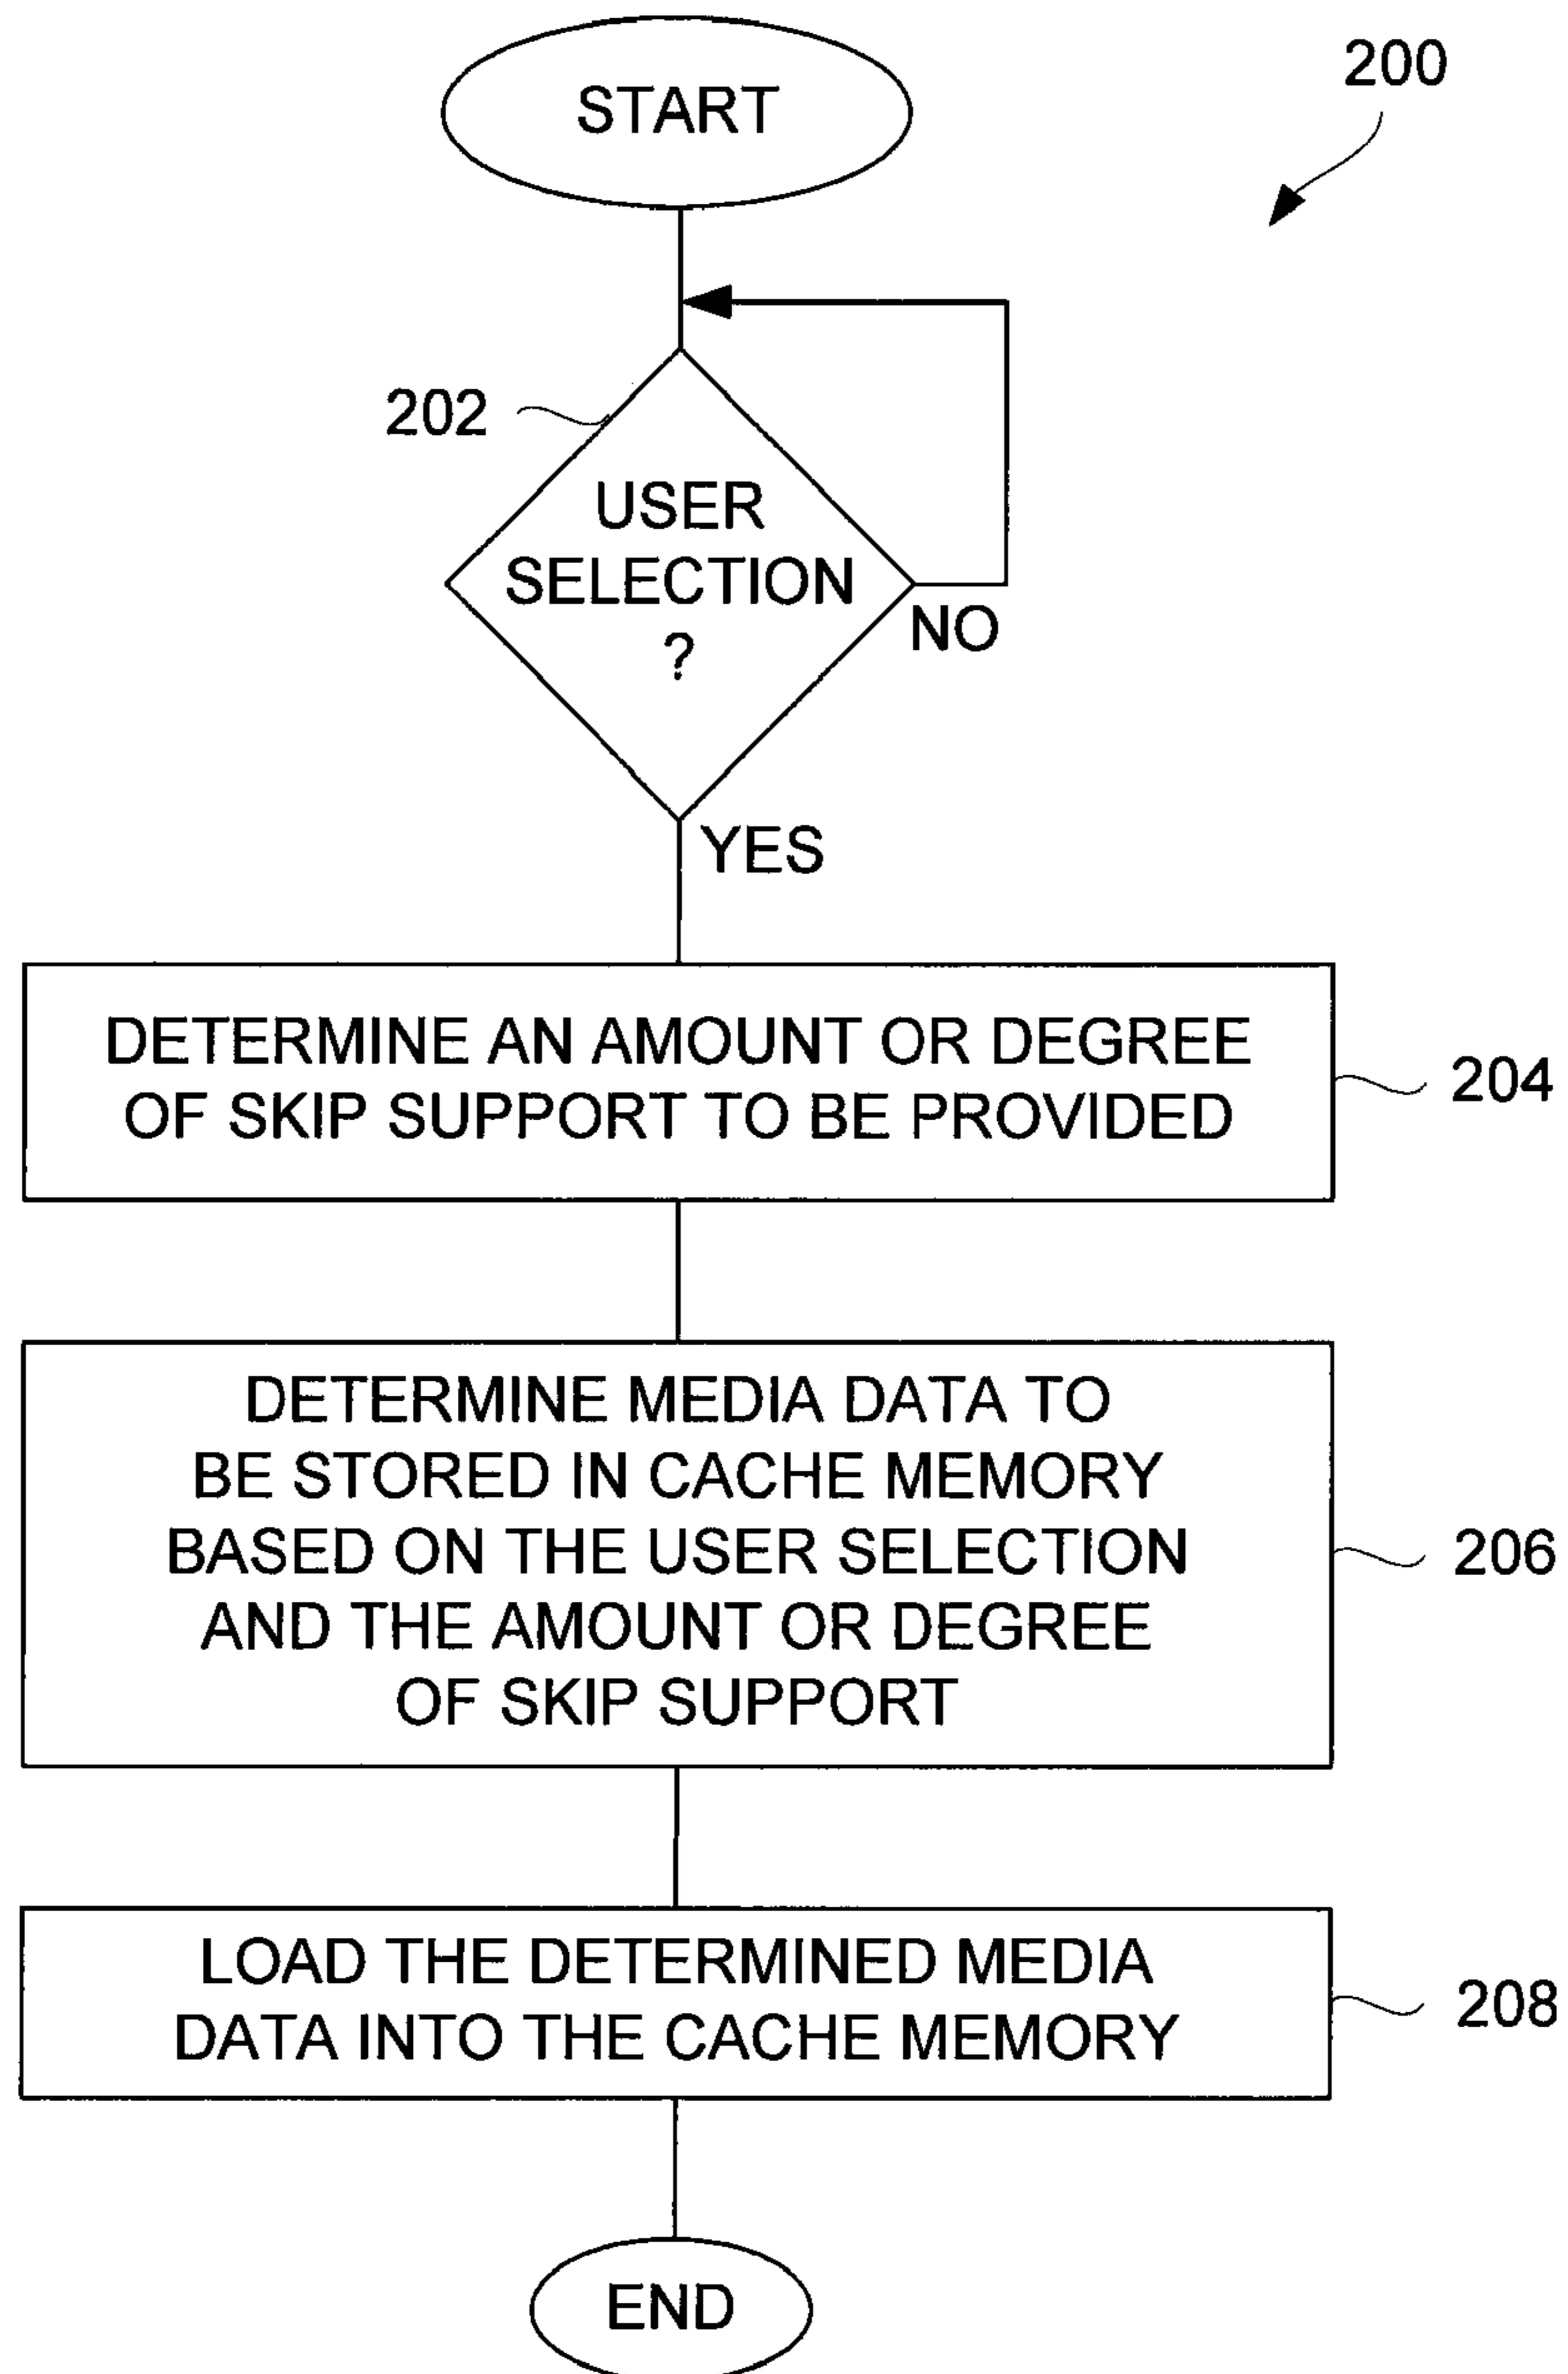 START
200
202
USER
SELECTION
?
NO
YES
DETERMINE AN AMOUNT OR DEGREE
OF SKIP SUPPORT TO BE PROVIDED
204
DETERMINE MEDIA DATA TO
BE STORED IN CACHE MEMORY
BASED ON THE USER SELECTION
AND THE AMOUNT OR DEGREE
OF SKIP SUPPORT
206
LOAD THE DETERMINED MEDIA
DATA INTO THE CACHE MEMORY
208
END